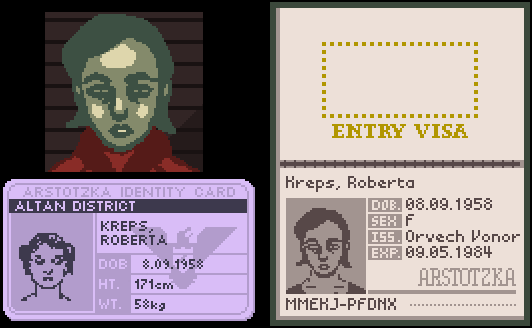 ARSTOTZKA IDENTITY CARD
ALTAN DISTRICT
KREPS,
ROBERTA
DOB 8.09.1958
HT. 171cm
WT. 58kg
ENTRY VISA
Kreps, Roberta
DOB. 08.09.1958
SEX F
ISS. Orvech Vonor
EXP. 09.05.1984
ARSTOTZKA
MMEKJ-PFDNX